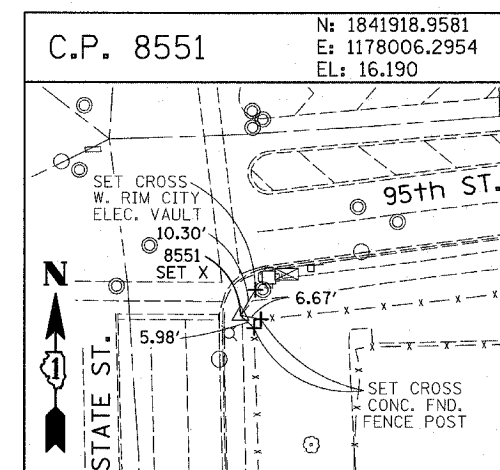 C.P. 8551
N: 1841918.9581
E: 1178006.2954
EL: 16.190
SET CROSS
W. RIM CITY
ELEC. VAULT
10.30'
8551
SET X
95th ST.
N
1
6.67'
5.98'
STATE ST.
SET CROSS
CONC. FND.
FENCE POST